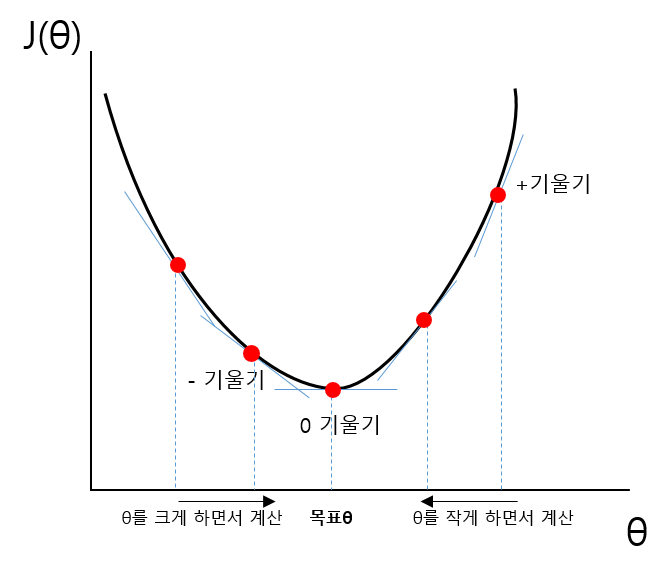 J(θ)
+기울기
- 기울기
0 기울기
θ를 크게 하면서 계산
목표θ
θ를 작게 하면서 계산
θ